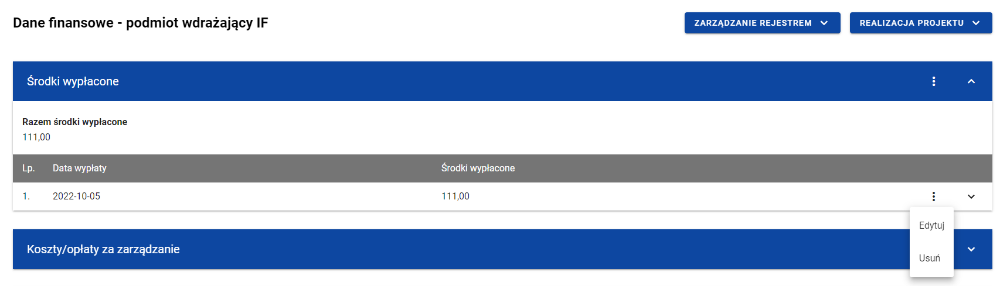 Dane finansowe - podmiot wdrażający IF
ZARZĄDZANIE REJESTREM
REALIZACJA PROJEKTU
Środki wypłacone
Razem środki wypłacone
111,00
Lp. Data wypłaty Środki wypłacone
1. 2022-10-05 111,00
Edytuj
Koszty/opłaty za zarządzanie
Usuń